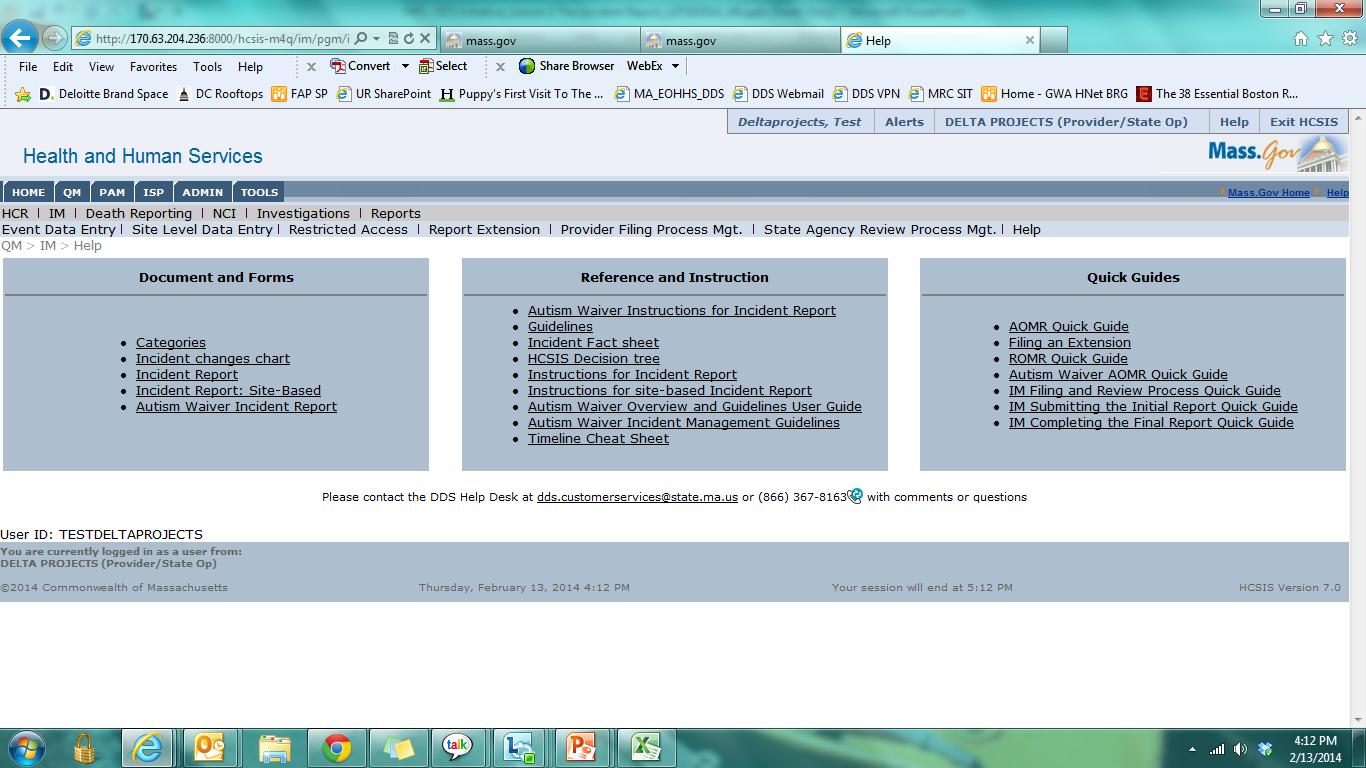 http://170.63.204.236:8000/hcsis-m4q/im/pgm/i
mass.gov
mass.gov
Help
File Edit View Favorites Tools Help
Convert Select
Share Browser WebEx
Deloitte Brand Space DC Rooftops FAP SP UR SharePoint Puppy's First Visit To The ... MA_EOHHS_DDS DDS Webmail DDS VPN MRC SIT Home - GWA HNet BRG The 38 Essential Boston R...
Deltaprojects, Test Alerts DELTA PROJECTS (Provider/State Op) Help Exit HCSIS
Health and Human Services
Mass.Gov
HOME QM PAM ISP ADMIN TOOLS
Mass.Gov Home Help
HCR | IM | Death Reporting | NCI | Investigations | Reports
Event Data Entry | Site Level Data Entry | Restricted Access | Report Extension | Provider Filing Process Mgt. | State Agency Review Process Mgt. | Help
QM > IM > Help
Document and Forms
Categories
Incident changes chart
Incident Report
Incident Report: Site-Based
Autism Waiver Incident Report
Reference and Instruction
Autism Waiver Instructions for Incident Report
Guidelines
Incident Fact sheet
HCSIS Decision tree
Instructions for Incident Report
Instructions for site-based Incident Report
Autism Waiver Overview and Guidelines User Guide
Autism Waiver Incident Management Guidelines
Timeline Cheat Sheet
Quick Guides
AOMR Quick Guide
Filing an Extension
ROMR Quick Guide
Autism Waiver AOMR Quick Guide
IM Filing and Review Process Quick Guide
IM Submitting the Initial Report Quick Guide
IM Completing the Final Report Quick Guide
Please contact the DDS Help Desk at dds.customerservices@state.ma.us or (866) 367-8163 with comments or questions
User ID: TESTDELTAPROJECTS
You are currently logged in as a user from:
DELTA PROJECTS (Provider/State Op)
©2014 Commonwealth of Massachusetts Thursday, February 13, 2014 4:12 PM Your session will end at 5:12 PM HCSIS Version 7.0
talk
4:12 PM
2/13/2014